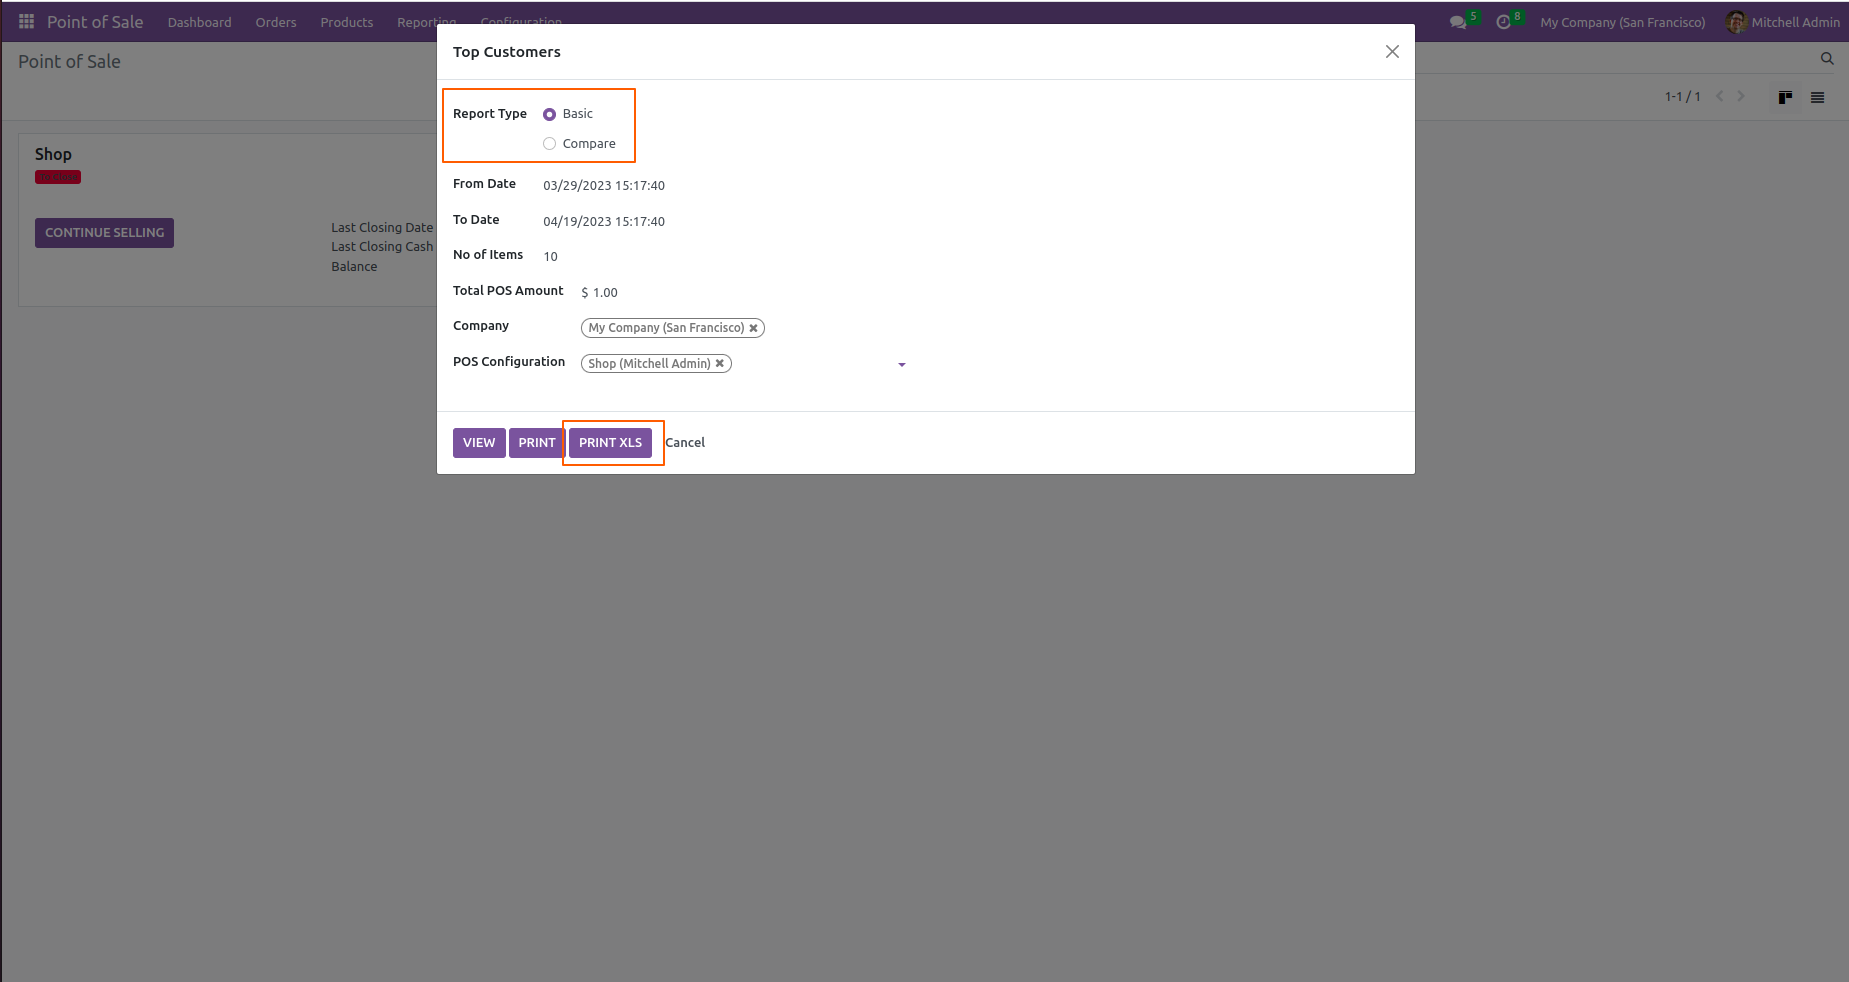 Point of Sale Dashboard Orders Products Reporting Configuration 5 8 My Company (San Francisco) Mitchell Admin
Point of Sale
1-1 / 1
Shop
CONTINUE SELLING
Last Closing Date
Last Closing Cash
Balance
Top Customers
Report Type Basic
Compare
From Date 03/29/2023 15:17:40
To Date 04/19/2023 15:17:40
No of Items 10
Total POS Amount $ 1.00
Company My Company (San Francisco) ✖
POS Configuration Shop (Mitchell Admin) ✖
VIEW PRINT PRINT XLS Cancel